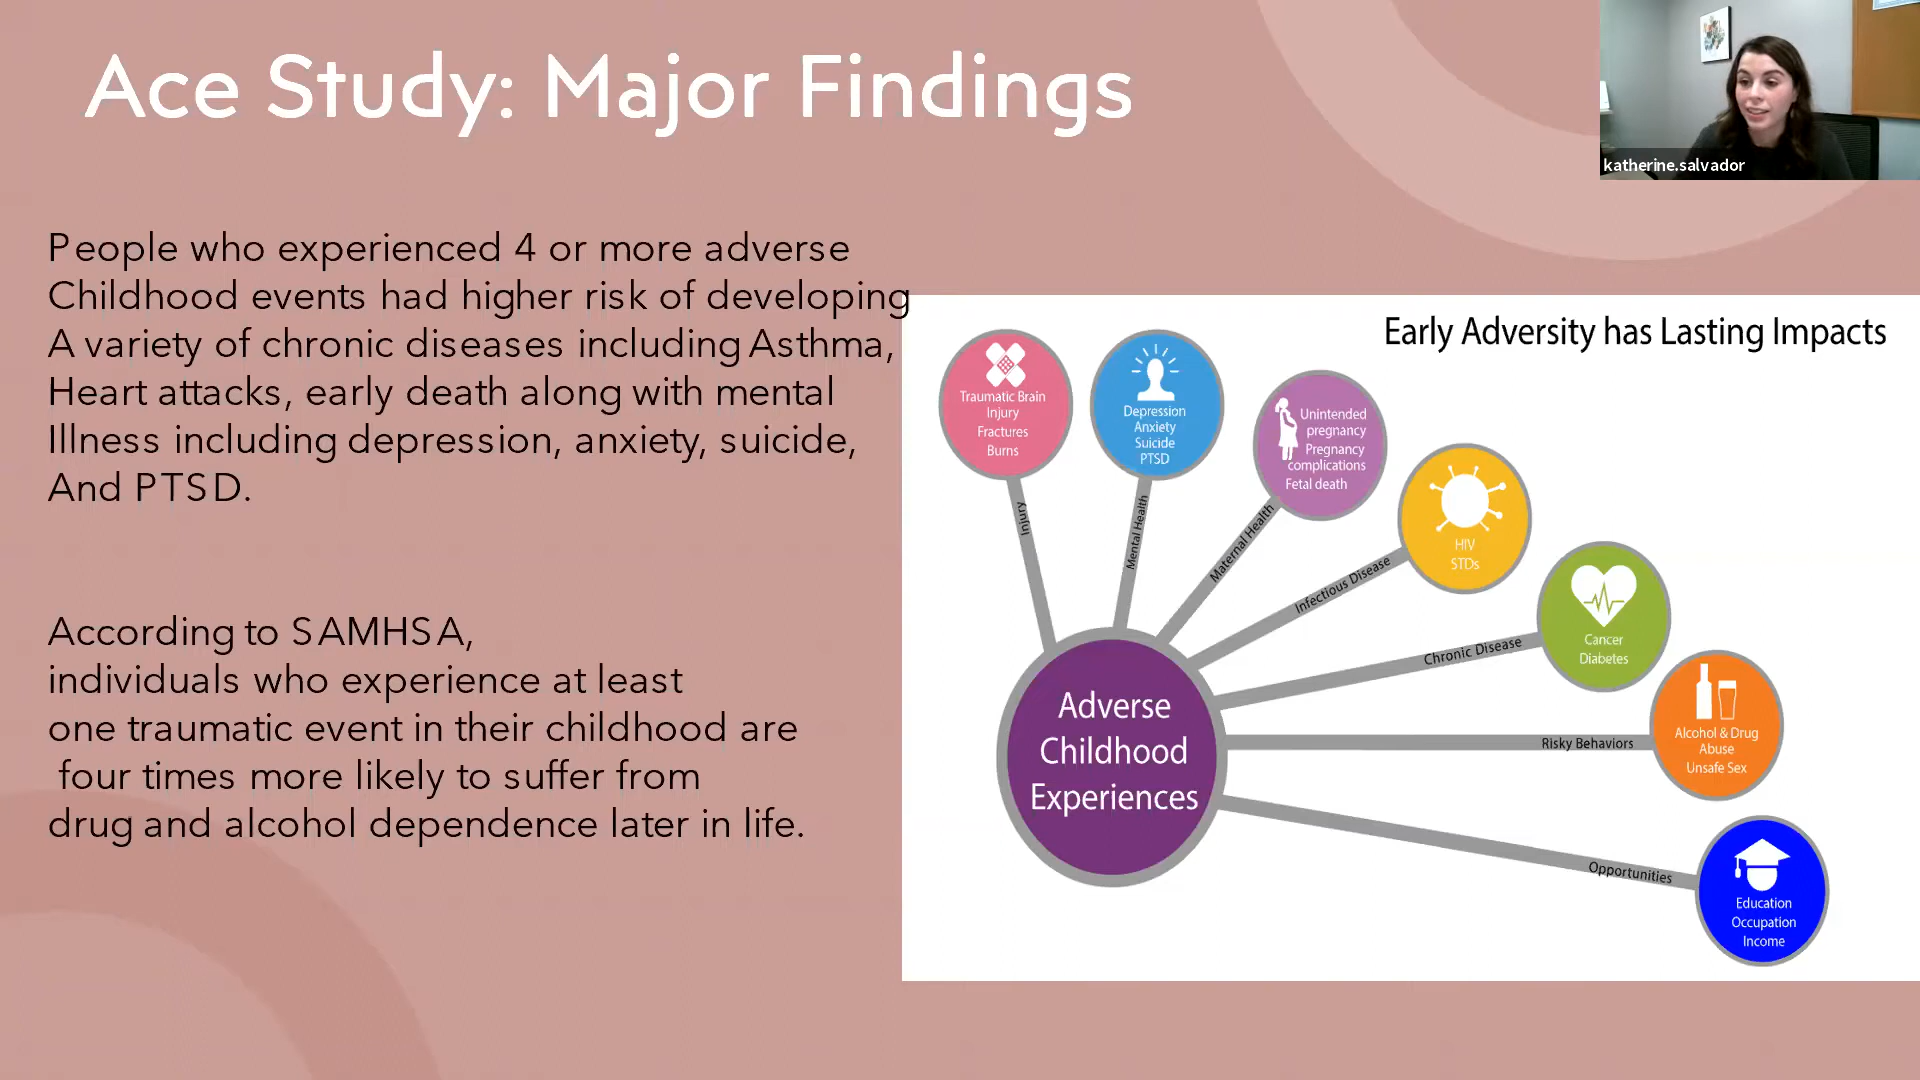 Ace Study: Major Findings
katherine.salvador
People who experienced 4 or more adverse
Childhood events had higher risk of developing
A variety of chronic diseases including Asthma,
Heart attacks, early death along with mental
Illness including depression, anxiety, suicide,
And PTSD.
According to SAMHSA,
individuals who experience at least
one traumatic event in their childhood are
four times more likely to suffer from
drug and alcohol dependence later in life.
Early Adversity has Lasting Impacts
Traumatic Brain
Injury
Fractures
Burns
Depression
Anxiety
Suicide
PTSD
Unintended
pregnancy
Pregnancy
complications
Fetal death
HIV
STDs
Cancer
Diabetes
Alcohol & Drug
Abuse
Unsafe Sex
Education
Occupation
Income
Injury
Mental Health
Maternal Health
Infectious Disease
Chronic Disease
Risky Behaviors
Opportunities
Adverse
Childhood
Experiences